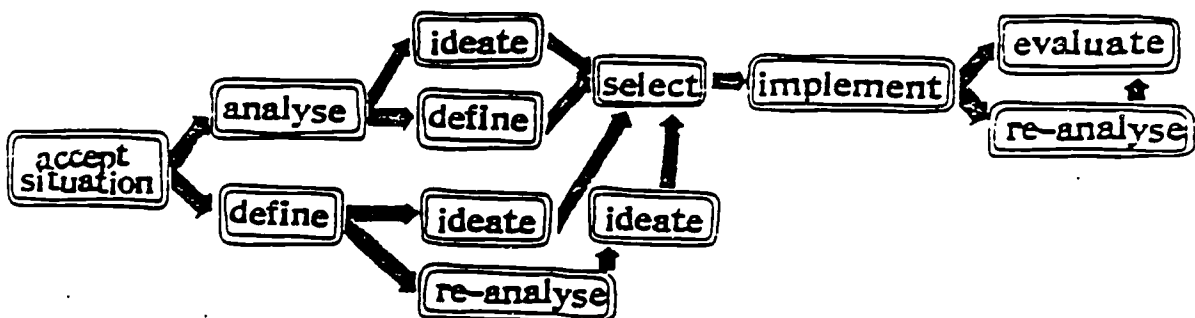 accept
situation
analyse
define
ideate
define
ideate
re-analyse
ideate
select
implement
evaluate
re-analyse